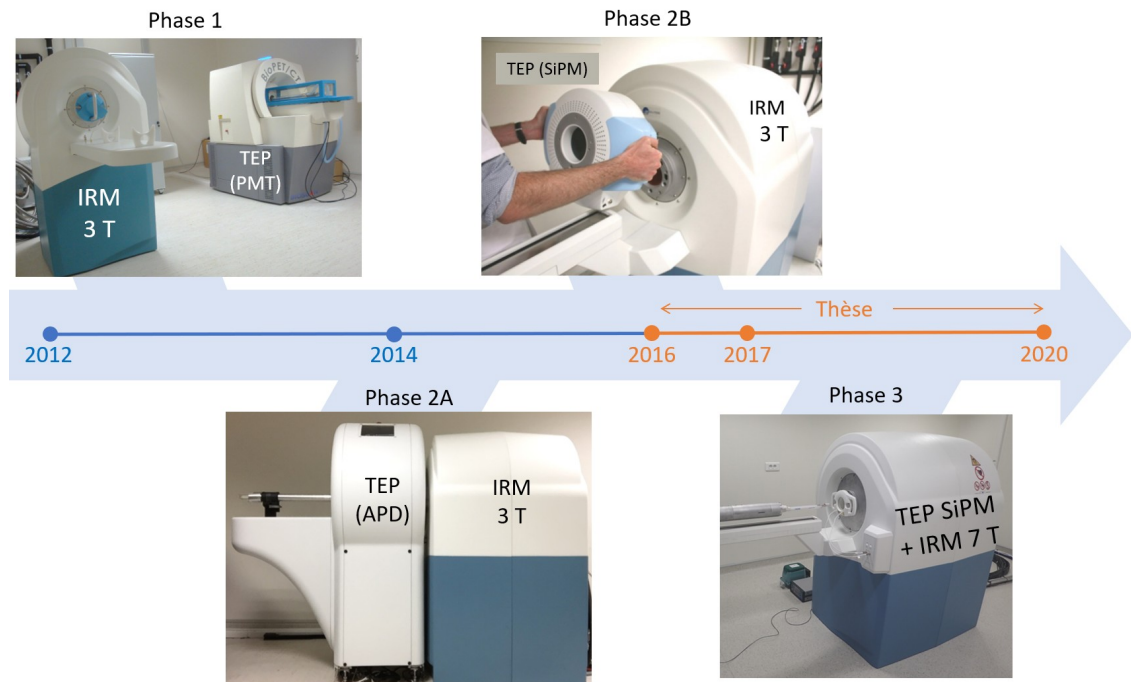 Phase 1
BioPET/CT
IRM
3 T
TEP
(PMT)
Phase 2B
TEP (SiPM)
IRM
3 T
Thèse
2012
2014
2016
2017
2020
Phase 2A
TEP
(APD)
IRM
3 T
Phase 3
TEP SiPM
+ IRM 7 T